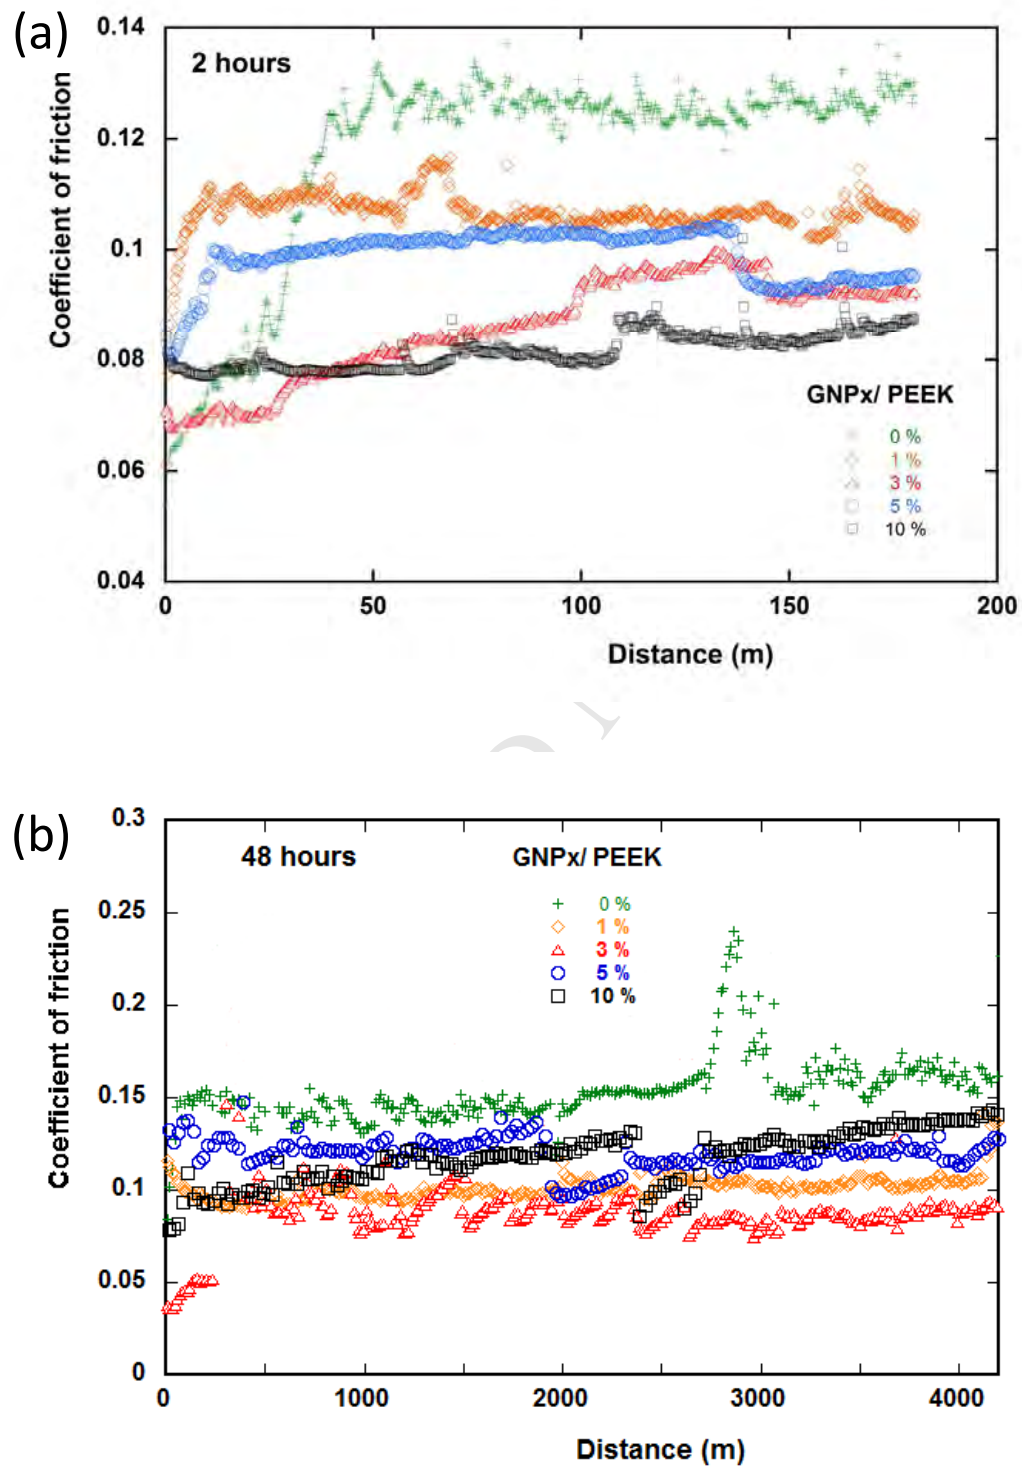 (a)
0.14
0.12
0.1
0.08
0.06
0.04
Coefficient of friction
2 hours
GNPx/ PEEK
0 %
1 %
3 %
5 %
10 %
0 50 100 150 200
Distance (m)
(b)
0.3
0.25
0.2
0.15
0.1
0.05
0
Coefficient of friction
48 hours
GNPx/ PEEK
0 %
1 %
3 %
5 %
10 %
0 1000 2000 3000 4000
Distance (m)